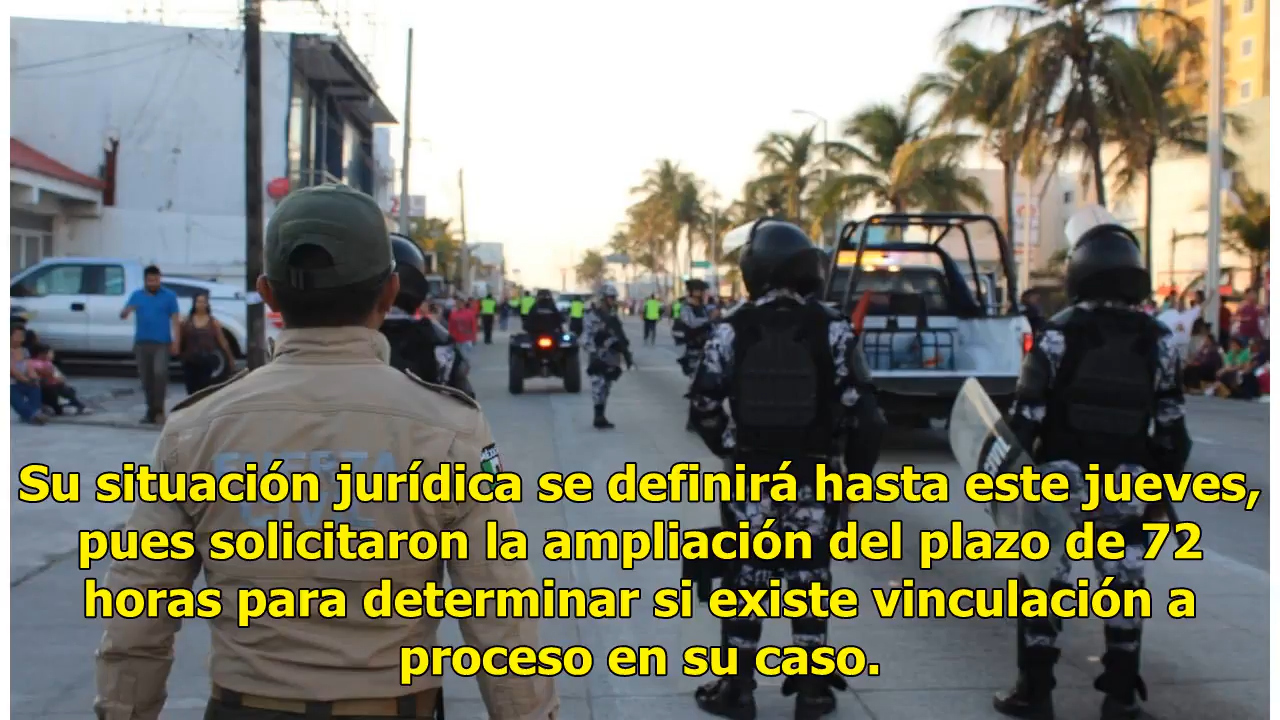 Su situación jurídica se definirá hasta este jueves,
pues solicitaron la ampliación del plazo de 72
horas para determinar si existe vinculación a
proceso en su caso.